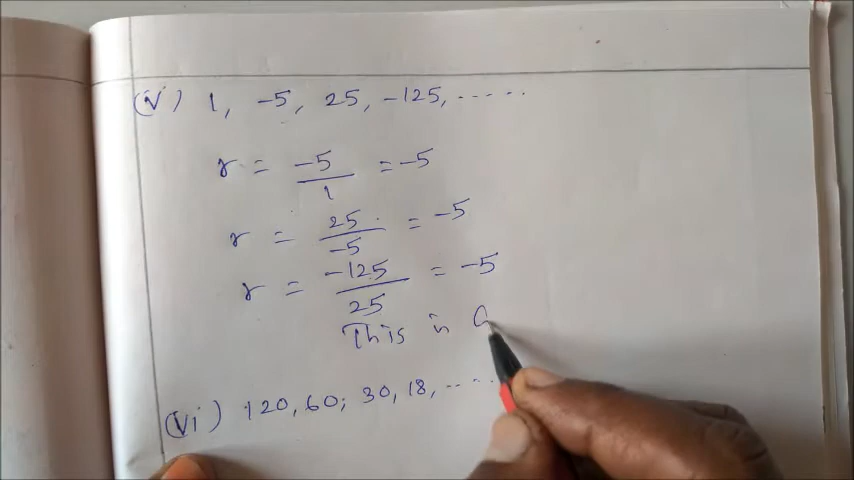 (V) 1, -5, 25, -125, ......
r = -5/1 = -5
r = 25/-5 = -5
r = -125/25 = -5
This is G
(Vi) 120, 60; 30, 18, .....